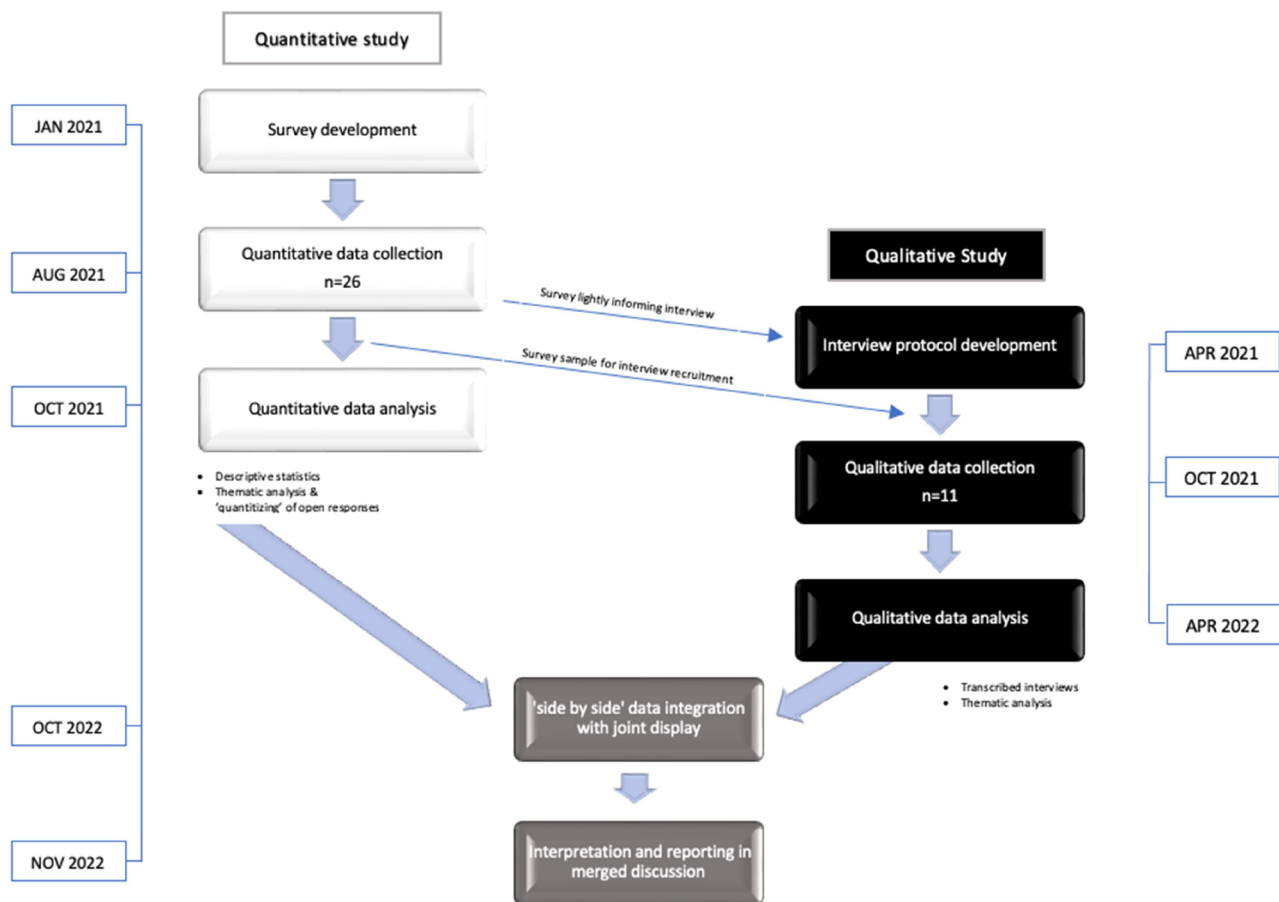 Quantitative study
JAN 2021
Survey development
AUG 2021
Quantitative data collection
n=26
Survey lightly informing interview
Survey sample for interview recruitment
OCT 2021
Quantitative data analysis
• Descriptive statistics
• Thematic analysis &
'quantizing' of open responses
Qualitative Study
Interview protocol development
APR 2021
Qualitative data collection
n=11
OCT 2021
Qualitative data analysis
APR 2022
• Transcribed interviews
• Thematic analysis
OCT 2022
'side by side' data integration
with joint display
NOV 2022
Interpretation and reporting in
merged discussion